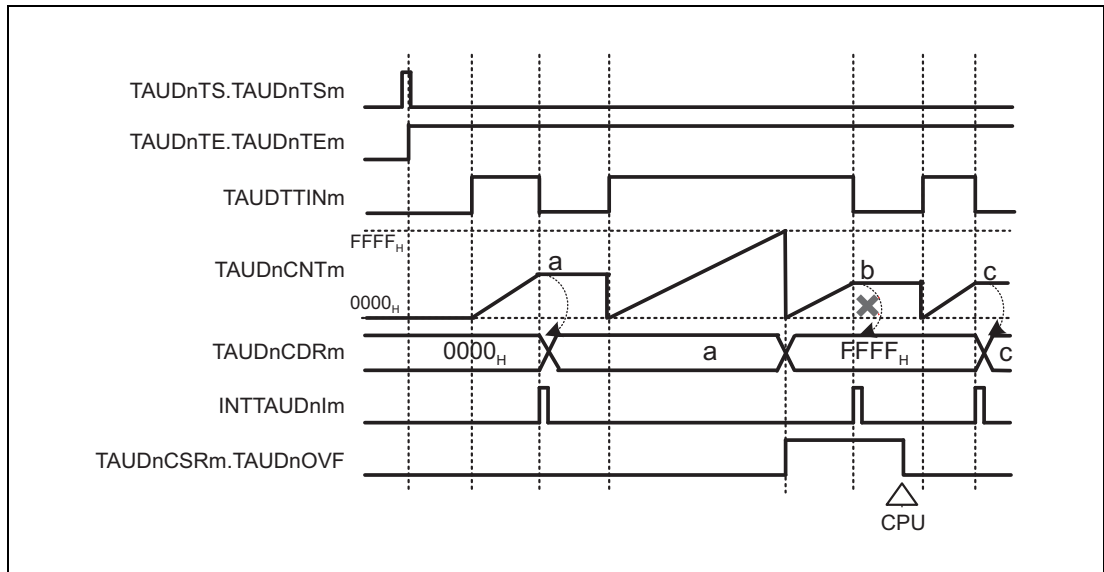 TAUDnTS.TAUDnTSm
TAUDnTE.TAUDnTEm
TAUDTTINm
FFFFH
TAUDnCNTm
a
b
c
0000H
TAUDnCDRm
0000H
a
FFFFH
c
INTTAUDnIm
TAUDnCSRm.TAUDnOVF
CPU